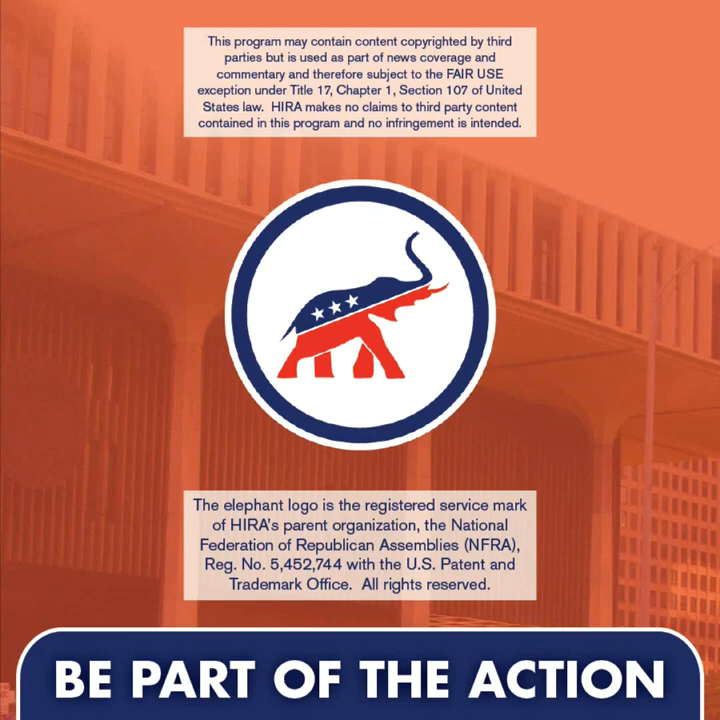 This program may contain content copyrighted by third
parties but is used as part of news coverage and
commentary and therefore subject to the FAIR USE
exception under Title 17, Chapter 1, Section 107 of United
States law.  HIRA makes no claims to third party content
contained in this program and no infringement is intended.
The elephant logo is the registered service mark
of HIRA's parent organization, the National
Federation of Republican Assemblies (NFRA),
Reg. No. 5,452,744 with the U.S. Patent and
Trademark Office.  All rights reserved.
BE PART OF THE ACTION